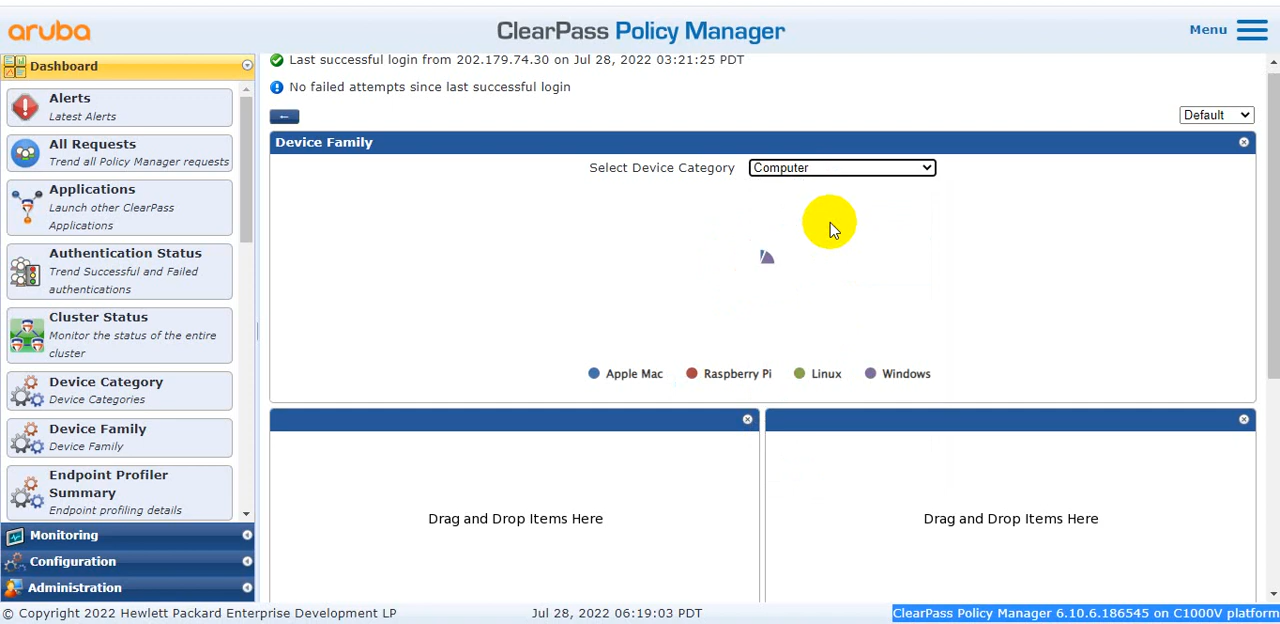 aruba
ClearPass Policy Manager
Menu
Dashboard
Alerts
Latest Alerts
All Requests
Trend all Policy Manager requests
Applications
Launch other ClearPass
Applications
Authentication Status
Trend Successful and Failed
authentications
Cluster Status
Monitor the status of the entire
cluster
Device Category
Device Categories
Device Family
Device Family
Endpoint Profiler
Summary
Endpoint profiling details
Monitoring
Configuration
Administration
Last successful login from 202.179.74.30 on Jul 28, 2022 03:21:25 PDT
No failed attempts since last successful login
Default
Device Family
Select Device Category Computer
Apple Mac Raspberry Pi Linux Windows
Drag and Drop Items Here
Drag and Drop Items Here
© Copyright 2022 Hewlett Packard Enterprise Development LP
Jul 28, 2022 06:19:03 PDT
ClearPass Policy Manager 6.10.6.186545 on C1000V platform